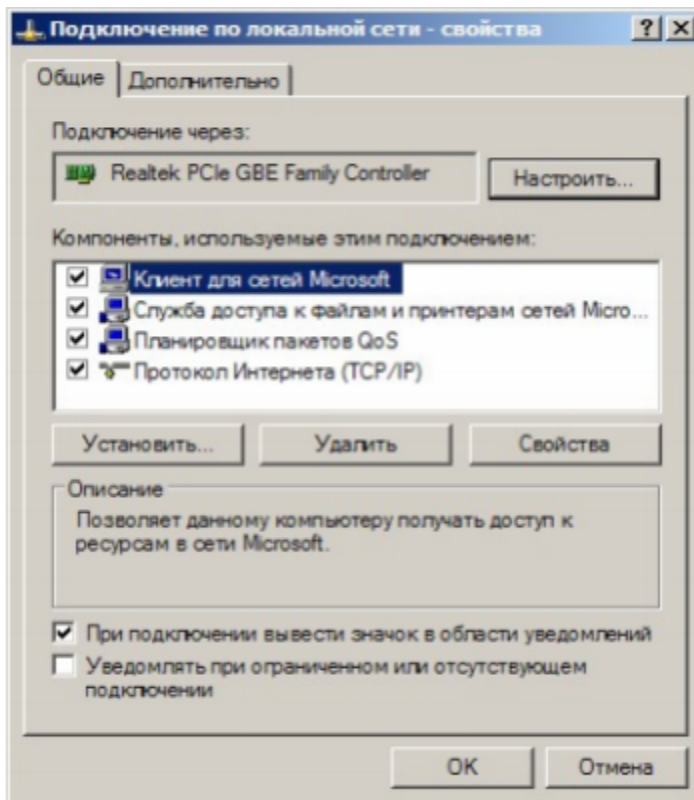 Подключение по локальной сети - свойства
Общие
Дополнительно
Подключение через:
Realtek PCIe GBE Family Controller
Настроить...
Компоненты, используемые этим подключением:
Клиент для сетей Microsoft
Служба доступа к файлам и принтерам сетей Micro...
Планировщик пакетов QoS
Протокол Интернета (TCP/IP)
Установить...
Удалить
Свойства
Описание
Позволяет данному компьютеру получать доступ к
ресурсам в сети Microsoft.
При подключении вывести значок в области уведомлений
Уведомлять при ограниченном или отсутствующем
подключении
OK
Отмена